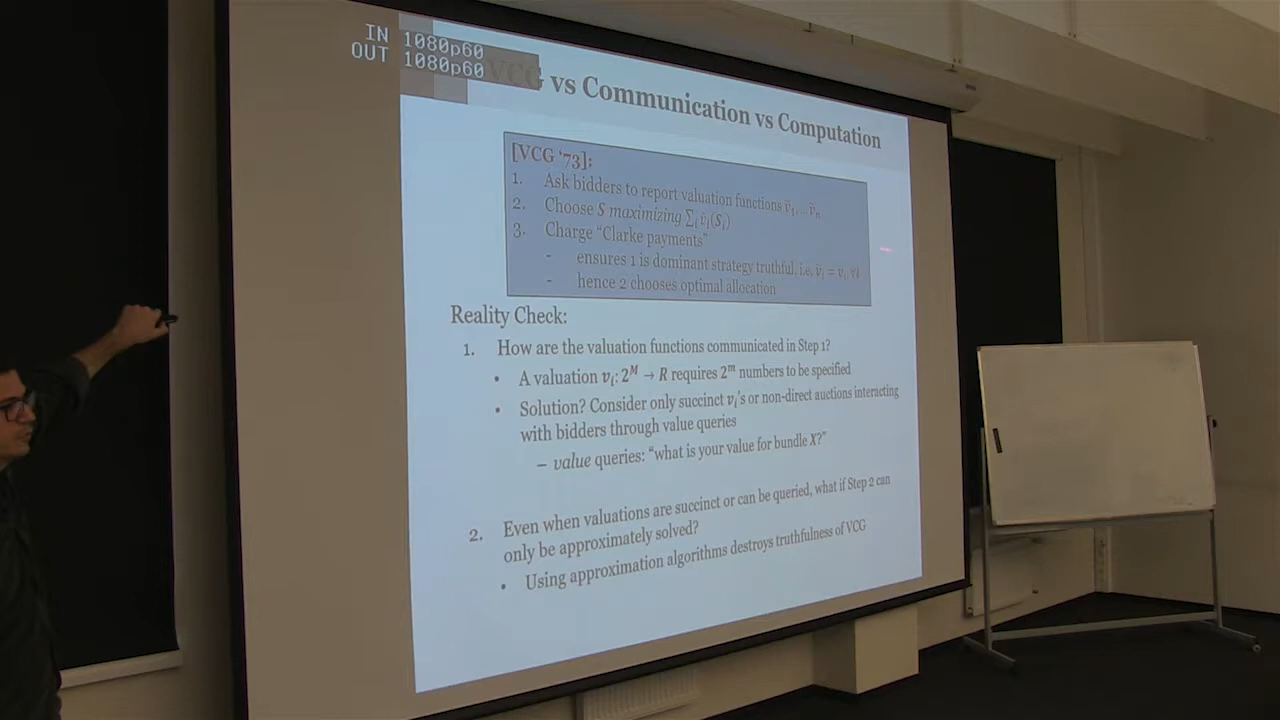 IN 1080p60
OUT 1080p60
VCG vs Communication vs Computation
[VCG '73]:
1. Ask bidders to report valuation functions ṽ₁,...ṽₙ
2. Choose S maximizing ∑ᵢ ṽᵢ(Sᵢ)
3. Charge “Clarke payments”
- ensures 1 is dominant strategy truthful, i.e. ṽᵢ = vᵢ, ∀i
- hence 2 chooses optimal allocation
Reality Check:
1. How are the valuation functions communicated in Step 1?
• A valuation vᵢ: 2ᴹ → R requires 2ᵐ numbers to be specified
• Solution? Consider only succinct vᵢ's or non-direct auctions interacting
with bidders through value queries
– value queries: “what is your value for bundle X?”
2. Even when valuations are succinct or can be queried, what if Step 2 can
only be approximately solved?
• Using approximation algorithms destroys truthfulness of VCG